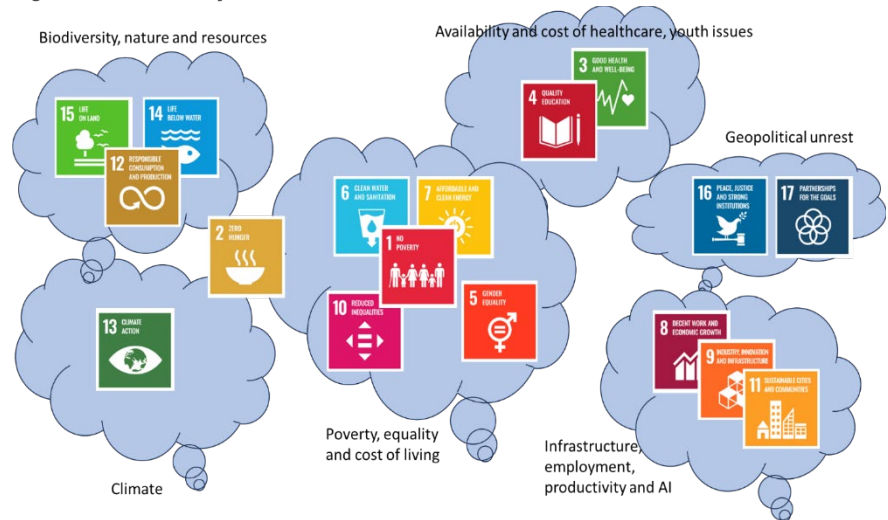 Biodiversity, nature and resources
15 LIFE
ON LAND
14 LIFE
BELOW WATER
12 RESPONSIBLE
CONSUMPTION
AND PRODUCTION
2 ZERO
HUNGER
13 CLIMATE
ACTION
Climate
Availability and cost of healthcare, youth issues
3 GOOD HEALTH
AND WELL-BEING
4 QUALITY
EDUCATION
6 CLEAN WATER
AND SANITATION
7 AFFORDABLE AND
CLEAN ENERGY
1 NO
POVERTY
10 REDUCED
INEQUALITIES
5 GENDER
EQUALITY
Poverty, equality
and cost of living
Geopolitical unrest
16 PEACE, JUSTICE
AND STRONG
INSTITUTIONS
17 PARTNERSHIPS
FOR THE GOALS
8 DECENT WORK AND
ECONOMIC GROWTH
9 INDUSTRY, INNOVATION
AND INFRASTRUCTURE
11 SUSTAINABLE CITIES
AND COMMUNITIES
Infrastructure,
employment,
productivity and AI